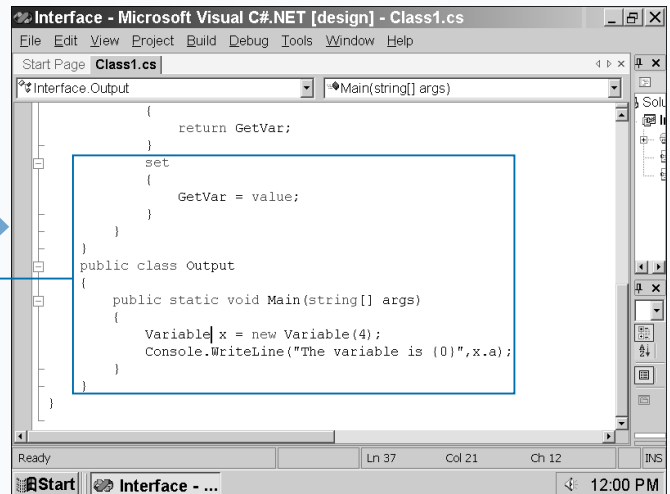 Interface - Microsoft Visual C#.NET [design] - Class1.cs
File Edit View Project Build Debug Tools Window Help
Start Page Class1.cs
Interface.Output Main(string[] args)
Solu
{
return GetVar;
}
set
{
GetVar = value;
}
}
}
public class Output
{
public static void Main(string[] args)
{
Variable x = new Variable(4);
Console.WriteLine("The variable is {0}",x.a);
}
}
}
Ready Ln 37 Col 21 Ch 12 INS
Start Interface - ... 12:00 PM